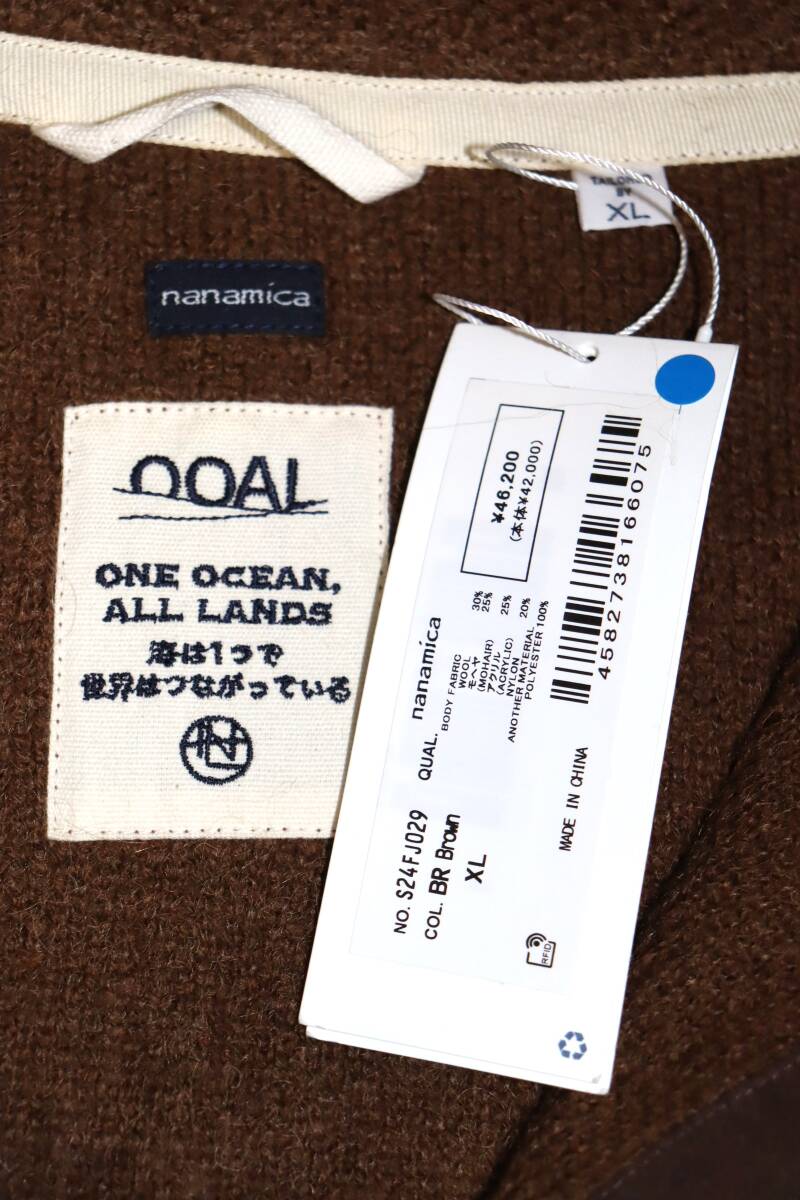 TAILORED
BY
XL
nanamica
OOAL
ONE OCEAN,
ALL LANDS
海は1つで
世界はつながっている
¥46,200
(本体¥42,000)
4582738166075
QUAL. nanamica
BODY FABRIC
WOOL 30%
モヘヤ 25%
(MOHAIR)
アクリル 25%
(ACRYLIC)
NYLON 20%
ANOTHER MATERIAL
POLYESTER 100%
NO. S24FJ029
COL. BR Brown
XL
MADE IN CHINA
RFID